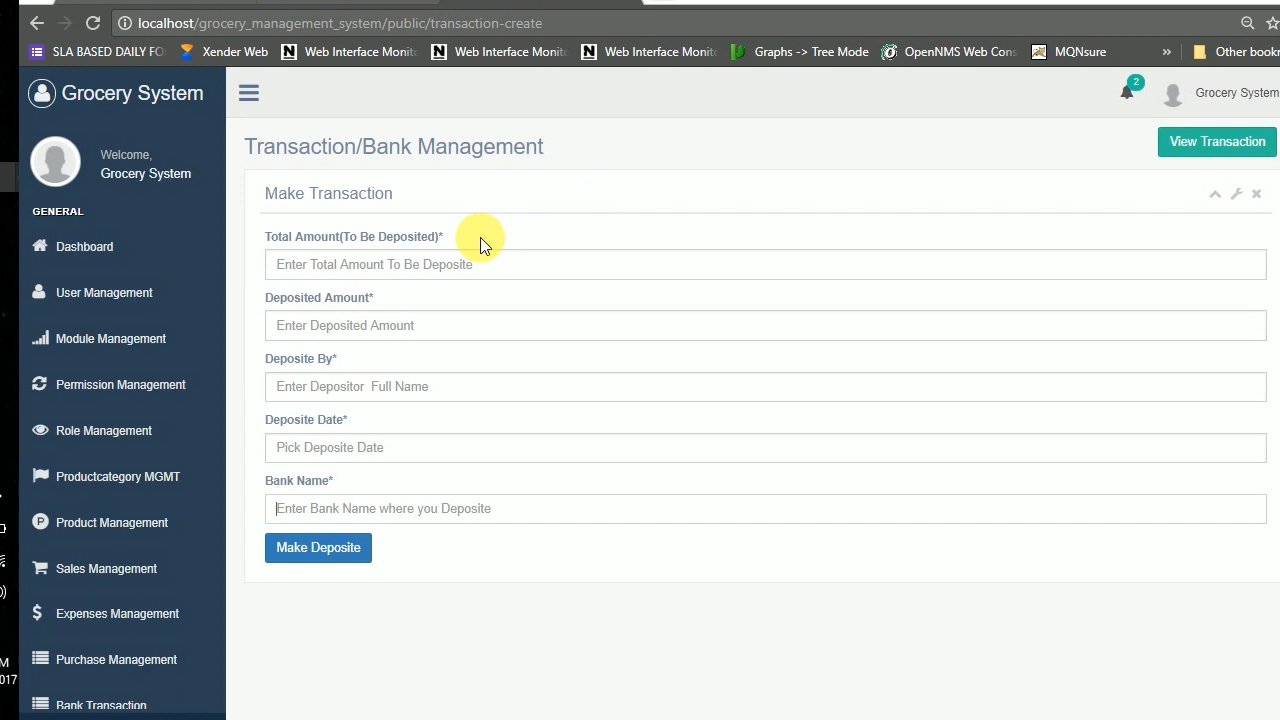 localhost/grocery_management_system/public/transaction-create
SLA BASED DAILY FO Xender Web Web Interface Monito Web Interface Monito Web Interface Monito Graphs -> Tree Mode OpenNMS Web Cons MQNsure » Other bookm
Grocery System
2
Grocery System
Transaction/Bank Management
View Transaction
Welcome,
Grocery System
Make Transaction
GENERAL
Total Amount(To Be Deposited)*
Dashboard
Enter Total Amount To Be Deposite
User Management
Deposited Amount*
Enter Deposited Amount
Module Management
Deposite By*
Permission Management
Enter Depositor Full Name
Deposite Date*
Role Management
Pick Deposite Date
Productcategory MGMT
Bank Name*
Enter Bank Name where you Deposite
Product Management
Make Deposite
Sales Management
Expenses Management
Purchase Management
M
017
Bank Transaction